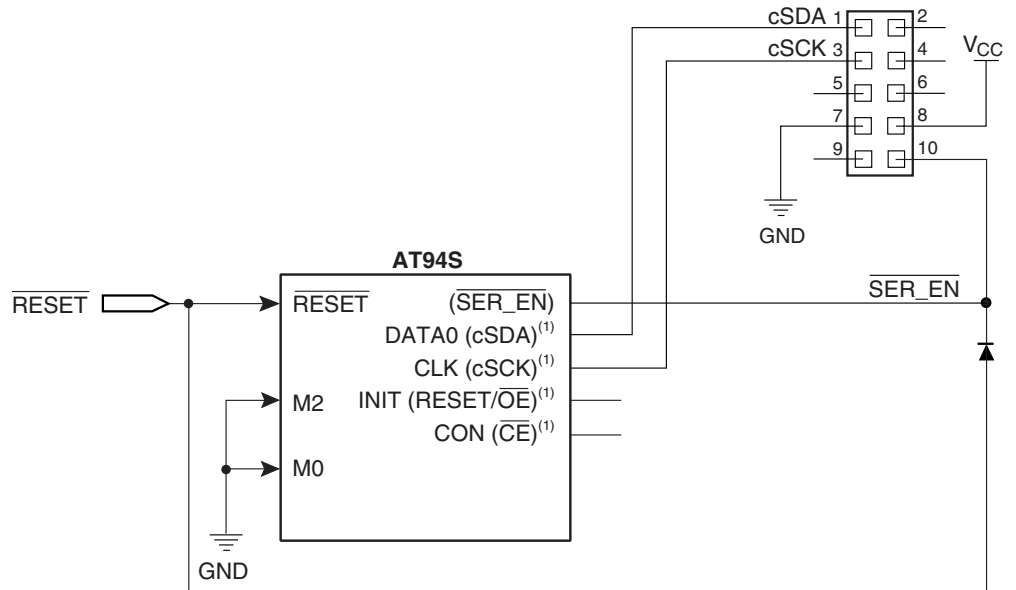 cSDA 1 2
cSCK 3 4
VCC
5 6
7 8
9 10
GND
AT94S
RESET RESET (SER_EN) SER_EN
DATA0 (cSDA)(1)
CLK (cSCK)(1)
M2 INIT (RESET/OE)(1)
CON (CE)(1)
M0
GND